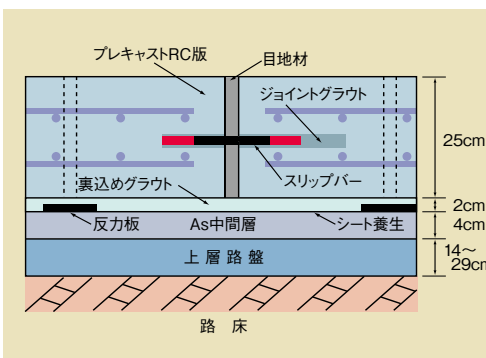 プレキャストRC版
目地材
ジョイントグラウト
25cm
スリップバー
裏込めグラウト
2cm
反力板
As中間層
シート養生
4cm
上層路盤
14〜
29cm
路床